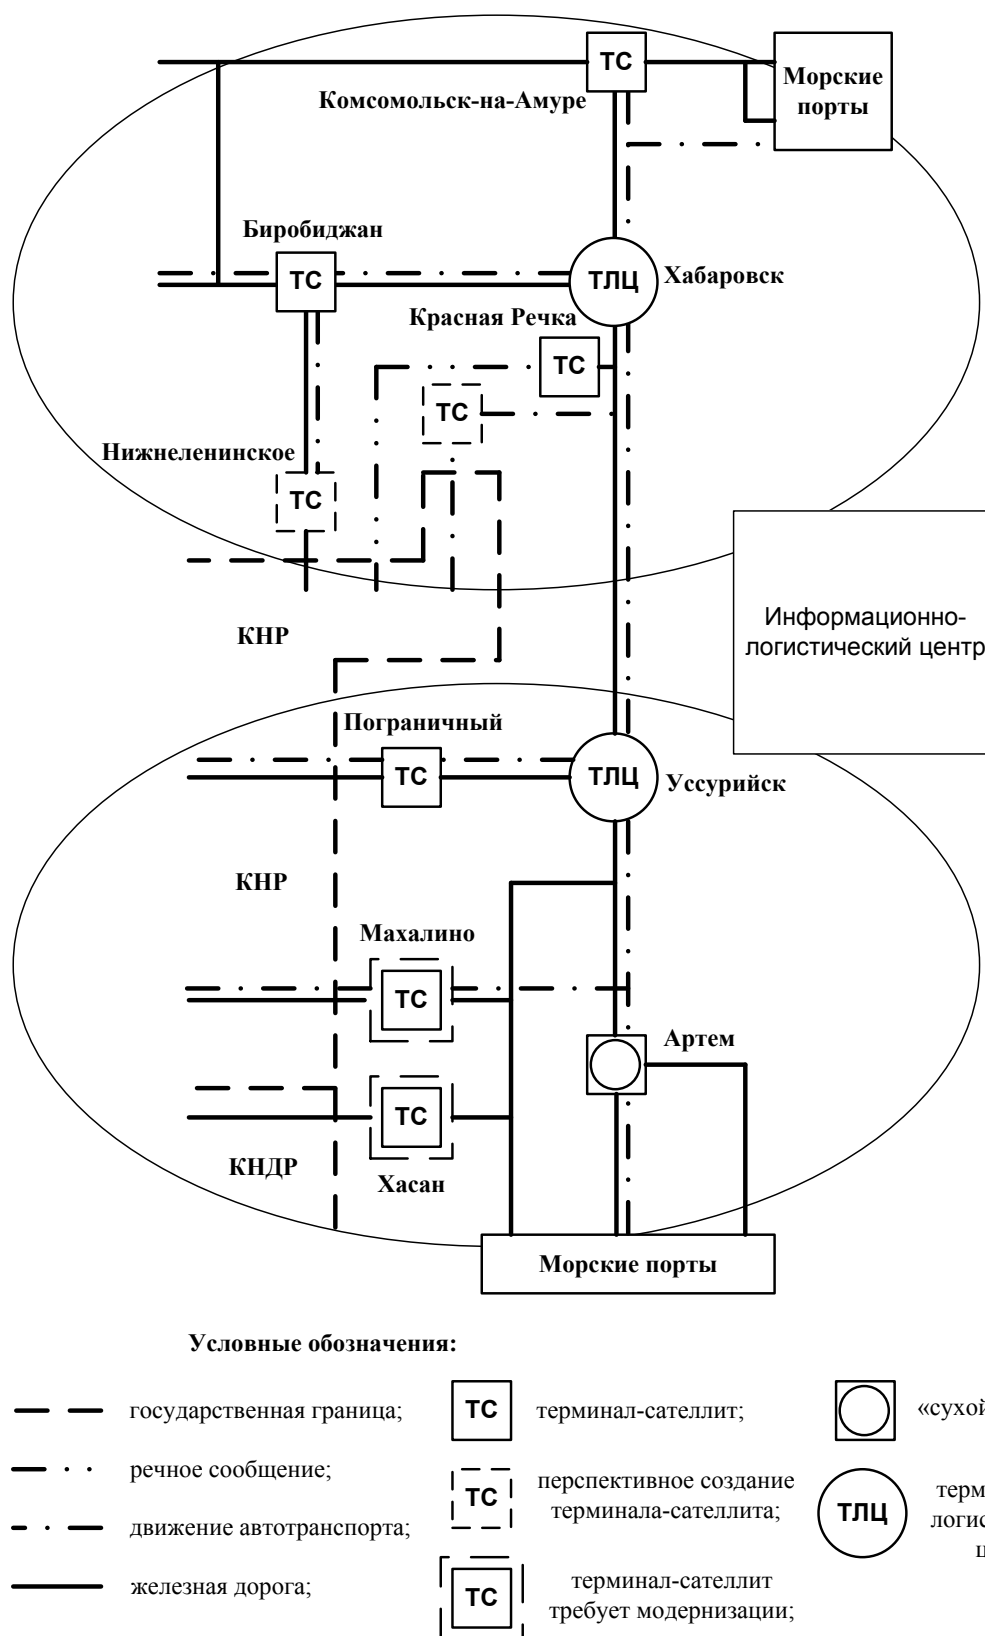 ТС
Морские
порты
Комсомольск-на-Амуре
Биробиджан
ТС
ТЛЦ
Хабаровск
Красная Речка
ТС
ТС
Нижнеленинское
ТС
Информационно-
логистический центр
КНР
Пограничный
ТС
ТЛЦ
Уссурийск
КНР
Махалино
ТС
Артем
ТС
КНДР
Хасан
Морские порты
Условные обозначения:
государственная граница;
речное сообщение;
движение автотранспорта;
железная дорога;
ТС
терминал-сателлит;
ТС
перспективное создание
терминала-сателлита;
ТС
терминал-сателлит
требует модернизации;
«сухой
ТЛЦ
терм
логис
ц